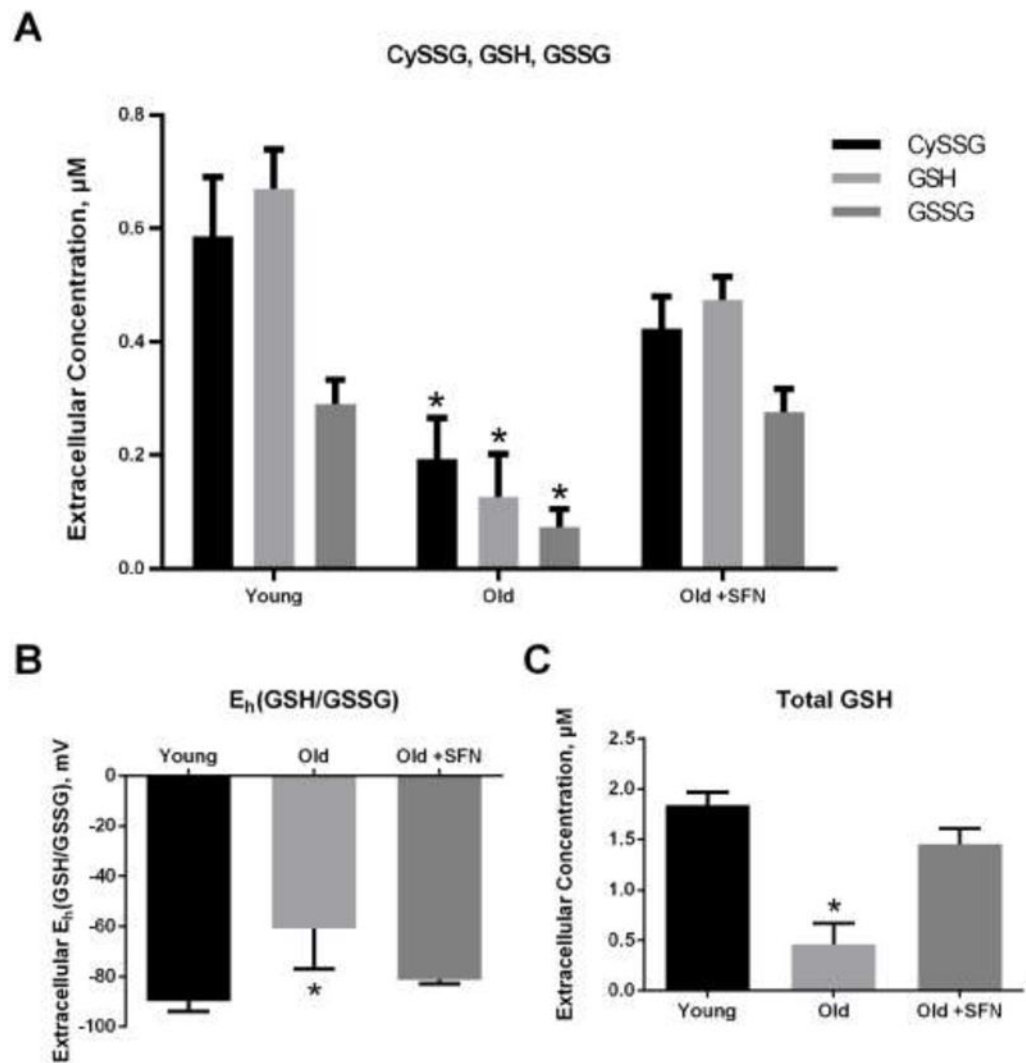 A
CySSG, GSH, GSSG
Extracellular Concentration, µM
0.8
0.6
0.4
0.2
0.0
CySSG
GSH
GSSG
*
*
*
Young
Old
Old +SFN
B
Eₕ(GSH/GSSG)
Extracellular Eₕ(GSH/GSSG), mV
Young
Old
Old +SFN
0
-20
-40
-60
-80
-100
*
C
Total GSH
Extracellular Concentration, µM
2.5
2.0
1.5
1.0
0.5
0.0
*
Young
Old
Old +SFN